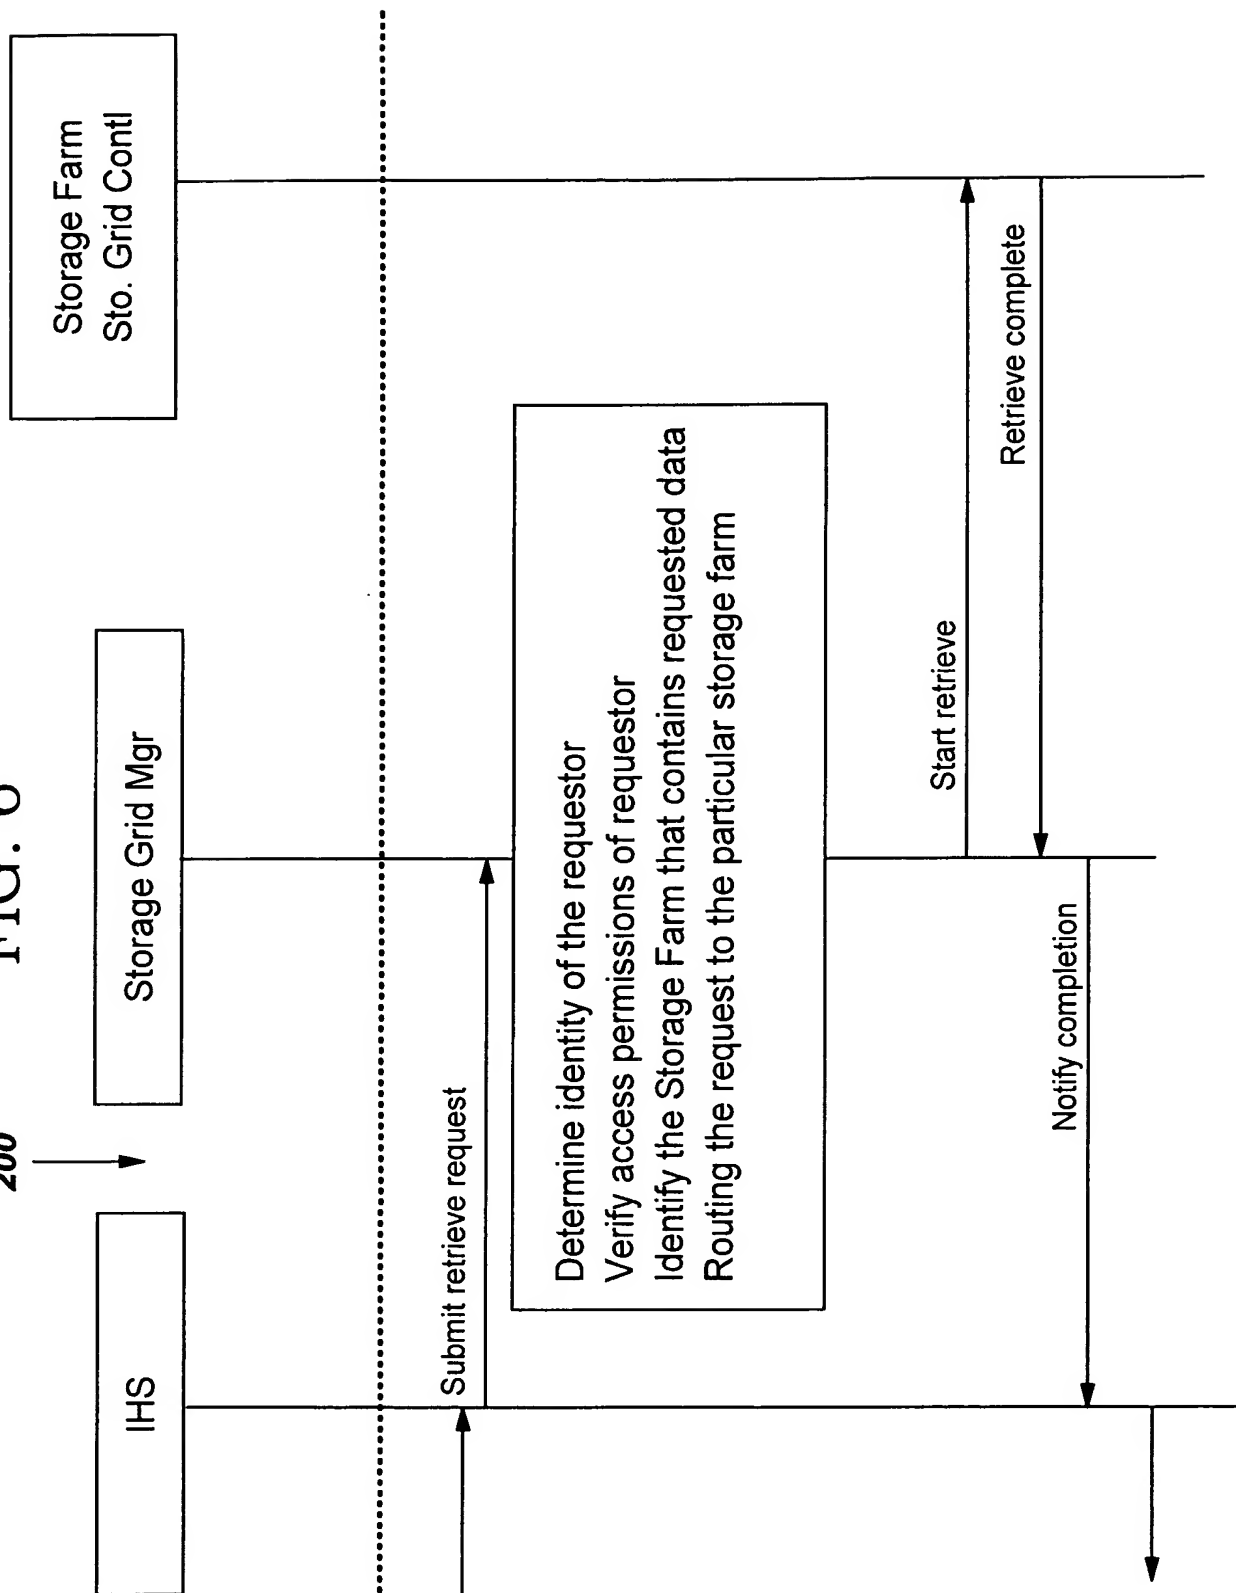 200
FIG.
IHS
Storage Grid Mgr
Storage Farm
Sto. Grid Contl
Submit retrieve request
Determine identity of the requestor
Verify access permissions of requestor
Identify the Storage Farm that contains requested data
Routing the request to the particular storage farm
Start retrieve
Retrieve complete
Notify completion